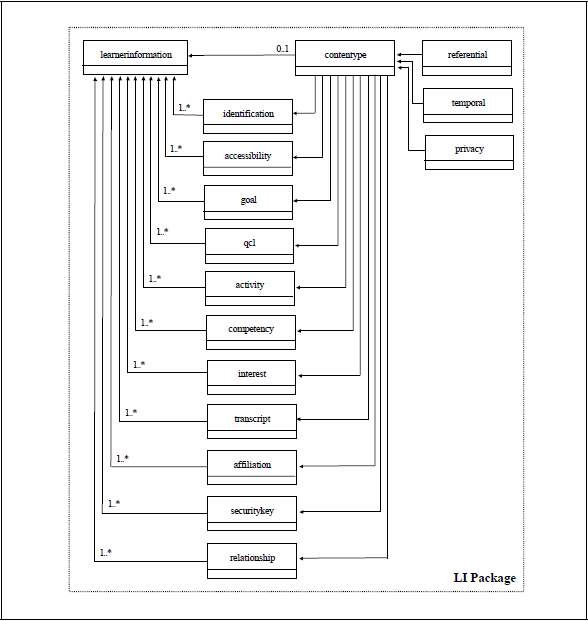 learnerinformation
0..1
contentype
referential
temporal
privacy
1..*
identification
1..*
accessibility
1..*
goal
1..*
qcl
1..*
activity
1..*
competency
1..*
interest
1..*
transcript
1..*
affiliation
1..*
securitykey
1..*
relationship
LI Package